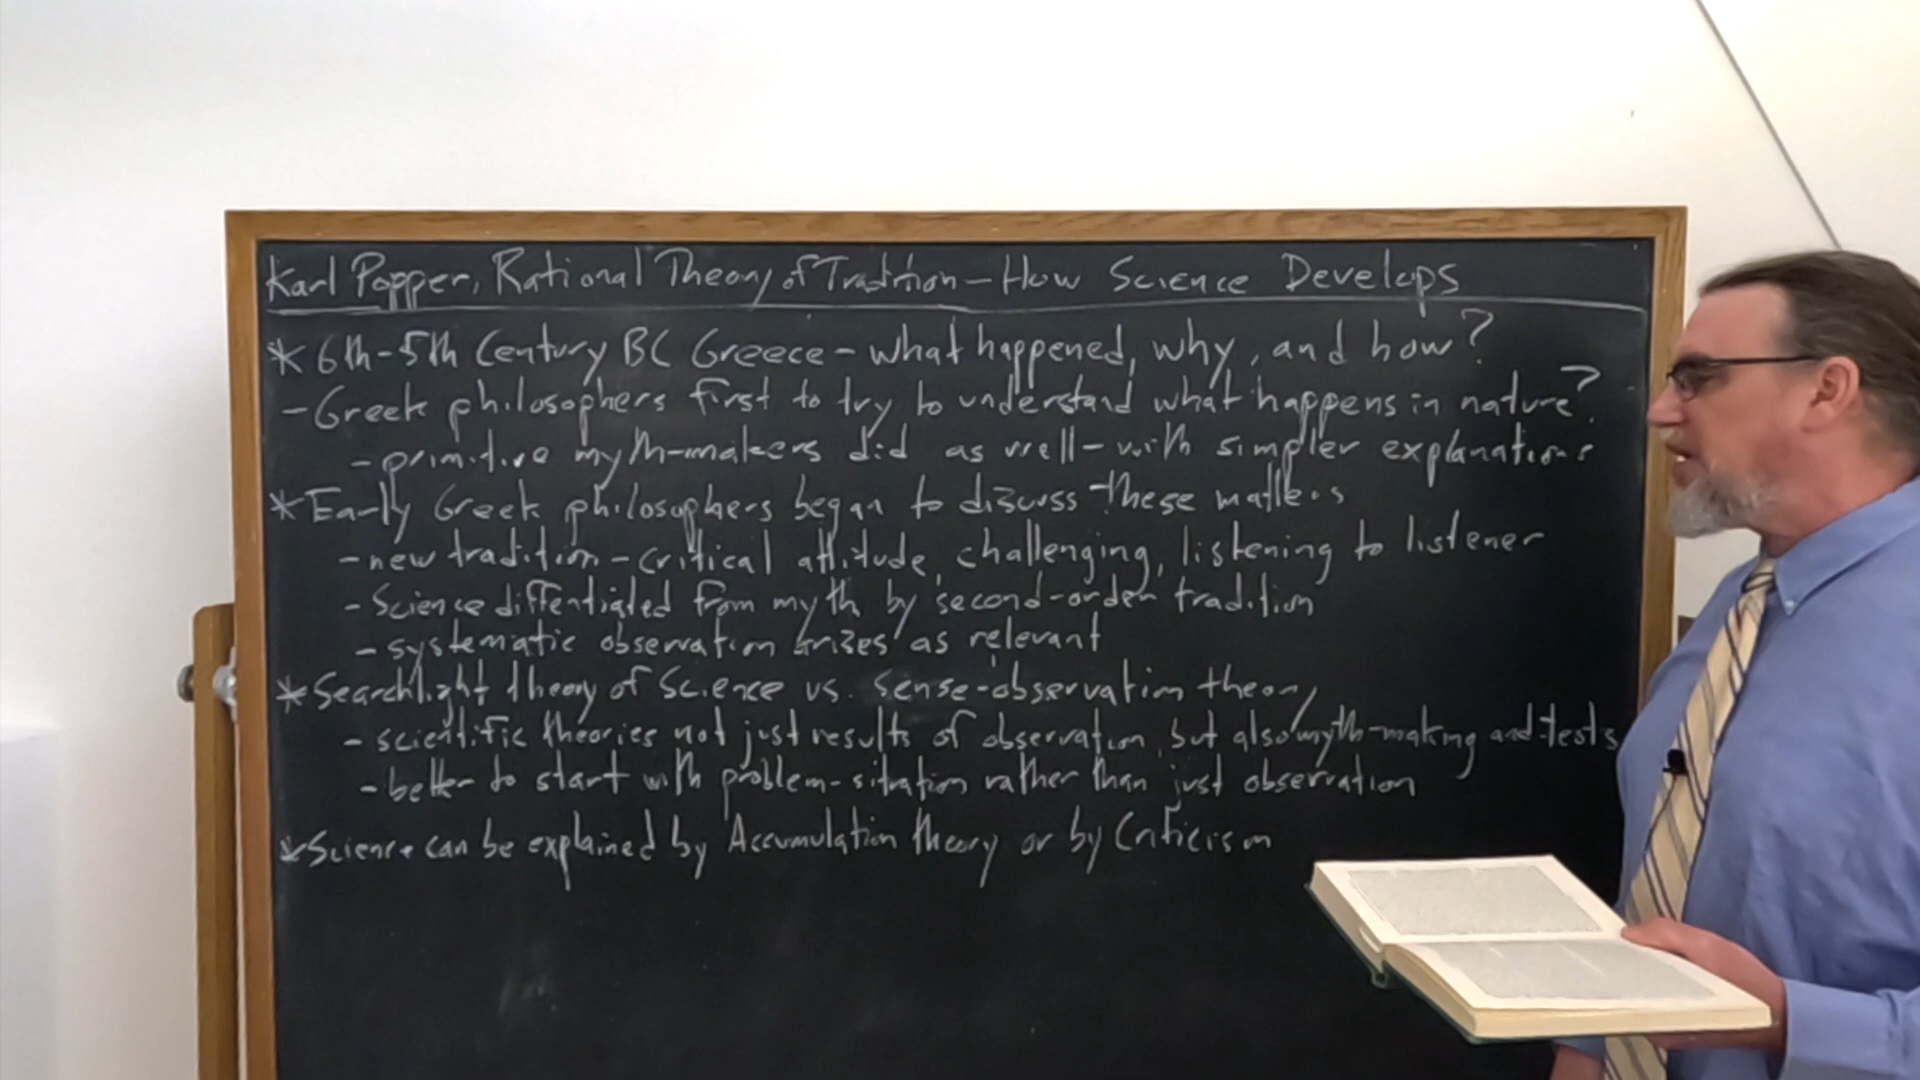 Karl Popper, Rational Theory of Tradition - How Science Develops
* 6th-5th Century BC Greece - what happened, why, and how?
- Greek philosophers first to try to understand what happens in nature?
- primitive myth-makers did as well - with simpler explanations
* Early Greek philosophers began to discuss these matters
- new tradition - critical attitude, challenging, listening to listener
- Science diffentiated from myth by second-order tradition
- systematic observation arises as relevant
* Searchlight theory of Science vs. sense-observation theory
- scientific theories not just results of observation, but also myth-making and tests
- better to start with problem-sitration rather than just observation
* Science can be explained by Accumulation theory or by Criticism